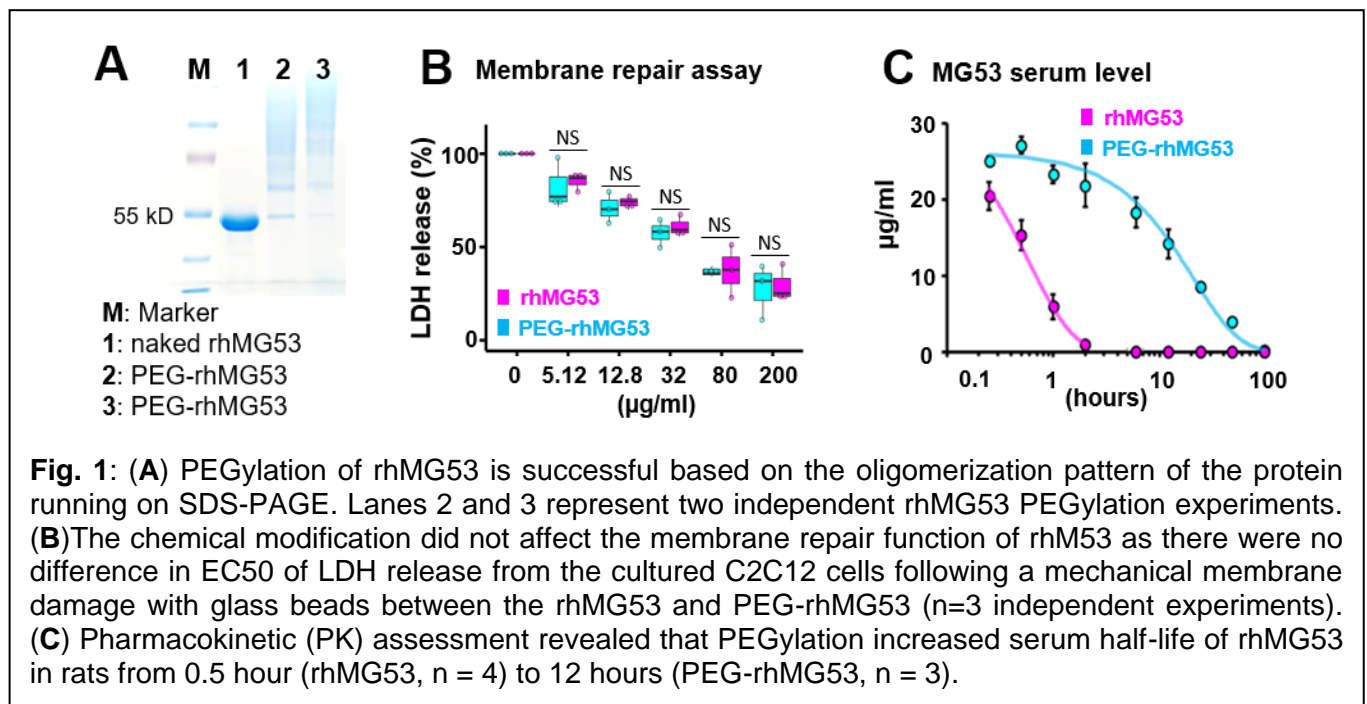 A
M 1 2 3
55 kD
M: Marker
1: naked rhMG53
2: PEG-rhMG53
3: PEG-rhMG53
B Membrane repair assay
LDH release (%)
100
50
0
NS
NS
NS
NS
NS
rhMG53
PEG-rhMG53
0 5.12 12.8 32 80 200
(µg/ml)
C MG53 serum level
rhMG53
PEG-rhMG53
µg/ml
30
20
10
0
0.1 1 10 100
(hours)
Fig. 1: (A) PEGylation of rhMG53 is successful based on the oligomerization pattern of the protein
running on SDS-PAGE. Lanes 2 and 3 represent two independent rhMG53 PEGylation experiments.
(B)The chemical modification did not affect the membrane repair function of rhM53 as there were no
difference in EC50 of LDH release from the cultured C2C12 cells following a mechanical membrane
damage with glass beads between the rhMG53 and PEG-rhMG53 (n=3 independent experiments).
(C) Pharmacokinetic (PK) assessment revealed that PEGylation increased serum half-life of rhMG53
in rats from 0.5 hour (rhMG53, n = 4) to 12 hours (PEG-rhMG53, n = 3).